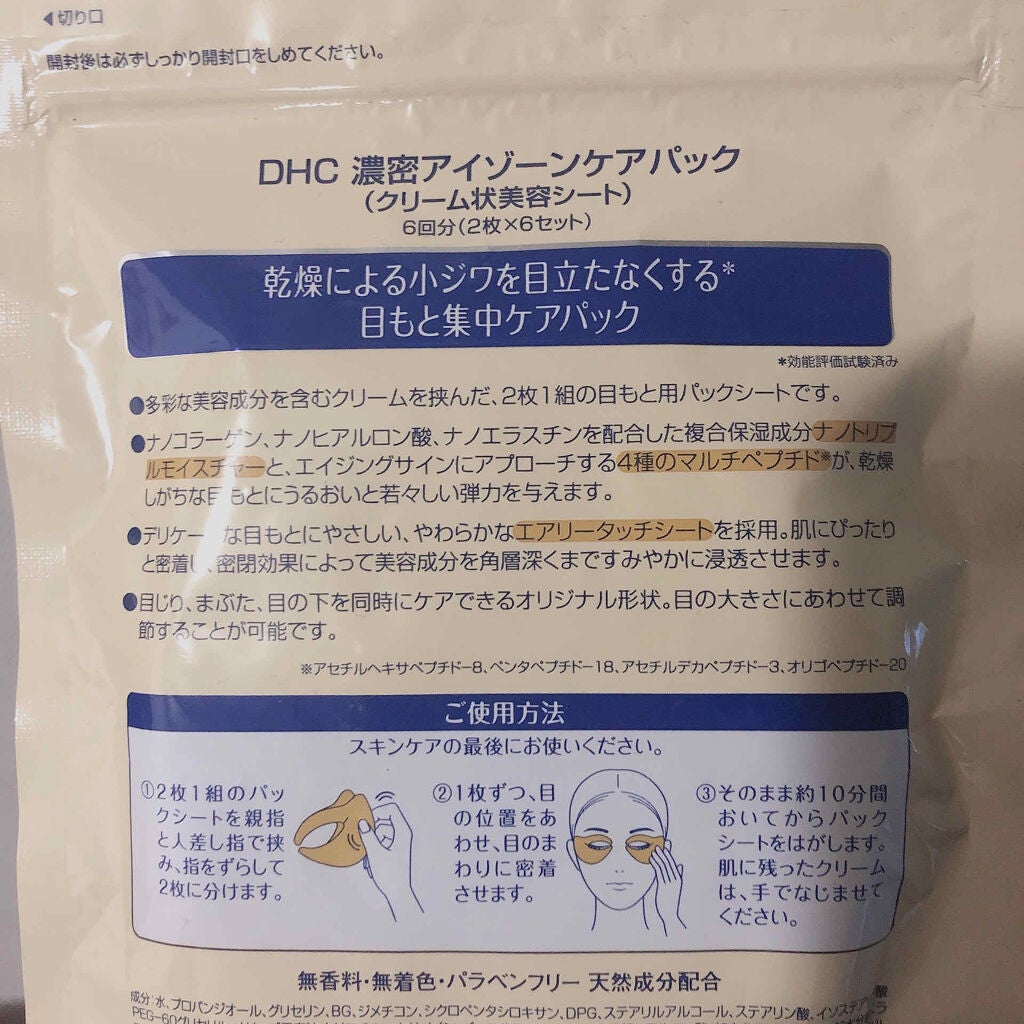 ◀切り口
開封後は必ずしっかり開封口をしめてください。
DHC 濃密アイゾーンケアパック
(クリーム状美容シート)
6回分(2枚×6セット)
乾燥による小ジワを目立たなくする*
目もと集中ケアパック
*効能評価試験済み
●多彩な美容成分を含むクリームを挟んだ、2枚1組の目もと用パックシートです。
●ナノコラーゲン、ナノヒアルロン酸、ナノエラスチンを配合した複合保湿成分ナノトリプ
ルモイスチャーと、エイジングサインにアプローチする4種のマルチペプチド※が、乾燥
しがちな目もとにうるおいと若々しい弾力を与えます。
●デリケートな目もとにやさしい、やわらかなエアリータッチシートを採用。肌にぴったり
と密着し、密閉効果によって美容成分を角層深くまですみやかに浸透させます。
●目じり、まぶた、目の下を同時にケアできるオリジナル形状。目の大きさにあわせて調
節することが可能です。
※アセチルヘキサペプチド-8、ペンタペプチド-18、アセチルデカペプチド-3、オリゴペプチド-20
ご使用方法
スキンケアの最後にお使いください。
①2枚1組のパッ
クシートを親指
と人差し指で挟
み、指をずらして
2枚に分けます。
②1枚ずつ、目
の位置をあ
わせ、目のま
わりに密着
させます。
③そのまま約10分間
おいてからパック
シートをはがします。
肌に残ったクリーム
は、手でなじませて
ください。
無香料・無着色・パラベンフリー 天然成分配合
成分:水、プロパンジオール、グリセリン、BG、ジメチコン、シクロペンタシロキサン、DPG、ステアリルアルコール、ステアリン酸、イソステア
PEG-60